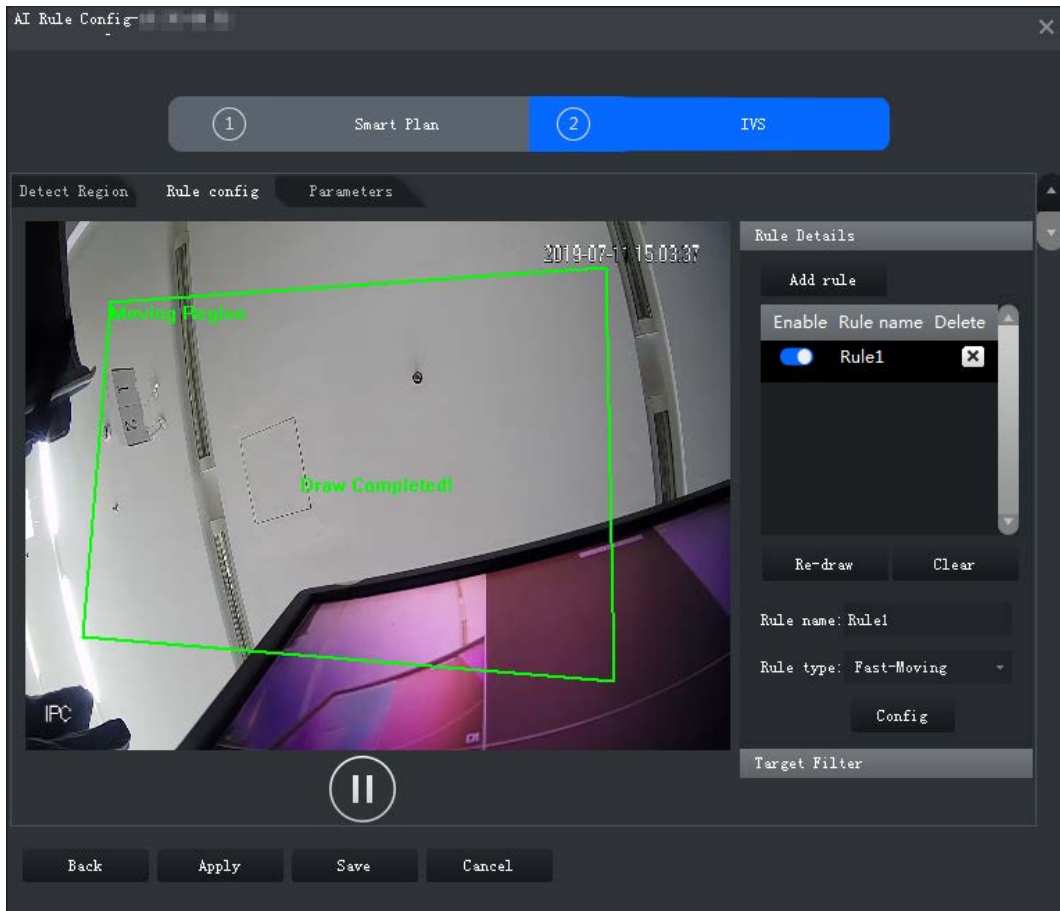 AI Rule Config-
1 Smart Plan 2 IVS
Detect Region Rule config Parameters
2019-07-11 15:03:37
Moving Region
1
2
Draw Completed!
IPC
Rule Details
Add rule
Enable Rule name Delete
Rule1
Re-draw Clear
Rule name: Rule1
Rule type: Fast-Moving
Config
Target Filter
Back Apply Save Cancel